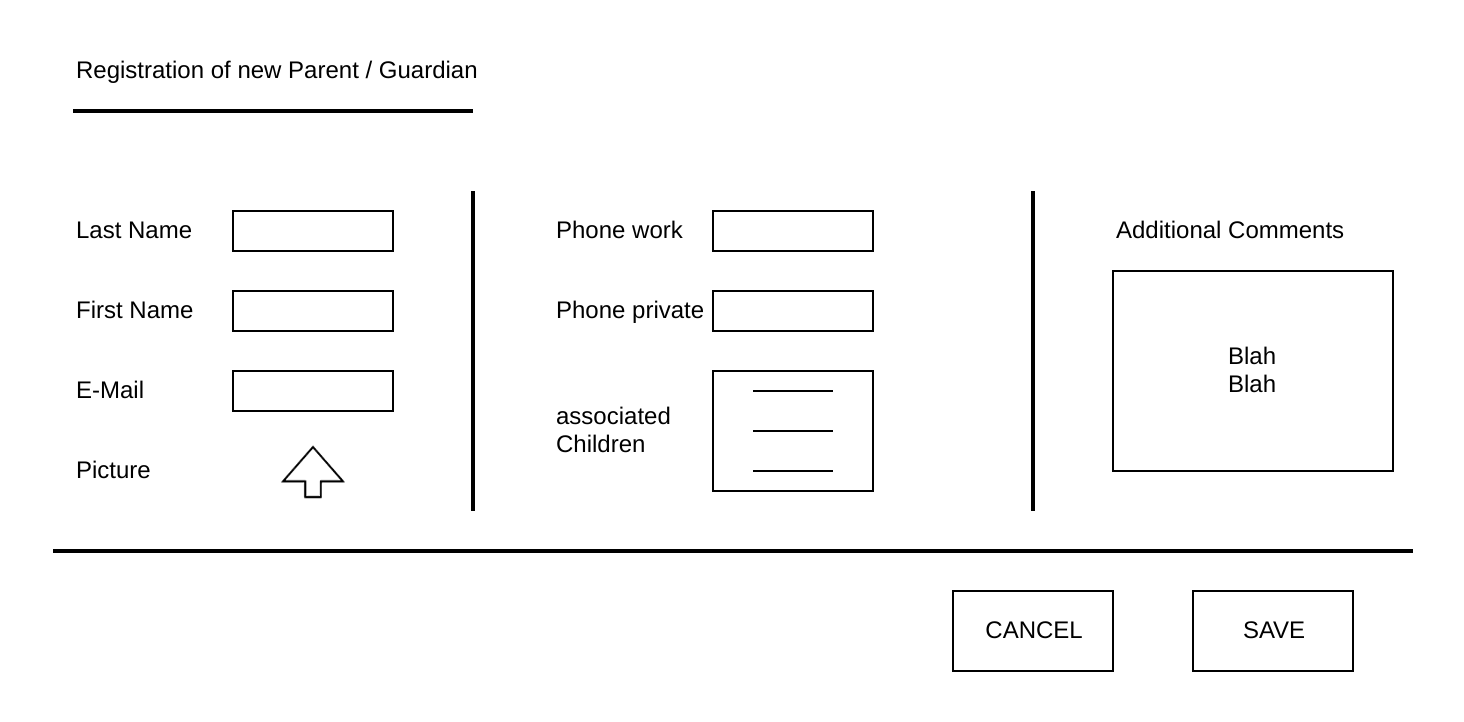 Registration of new Parent / Guardian
Last Name
First Name
E-Mail
Picture
Phone work
Phone private
associated
Children
Additional Comments
Blah
Blah
CANCEL
SAVE